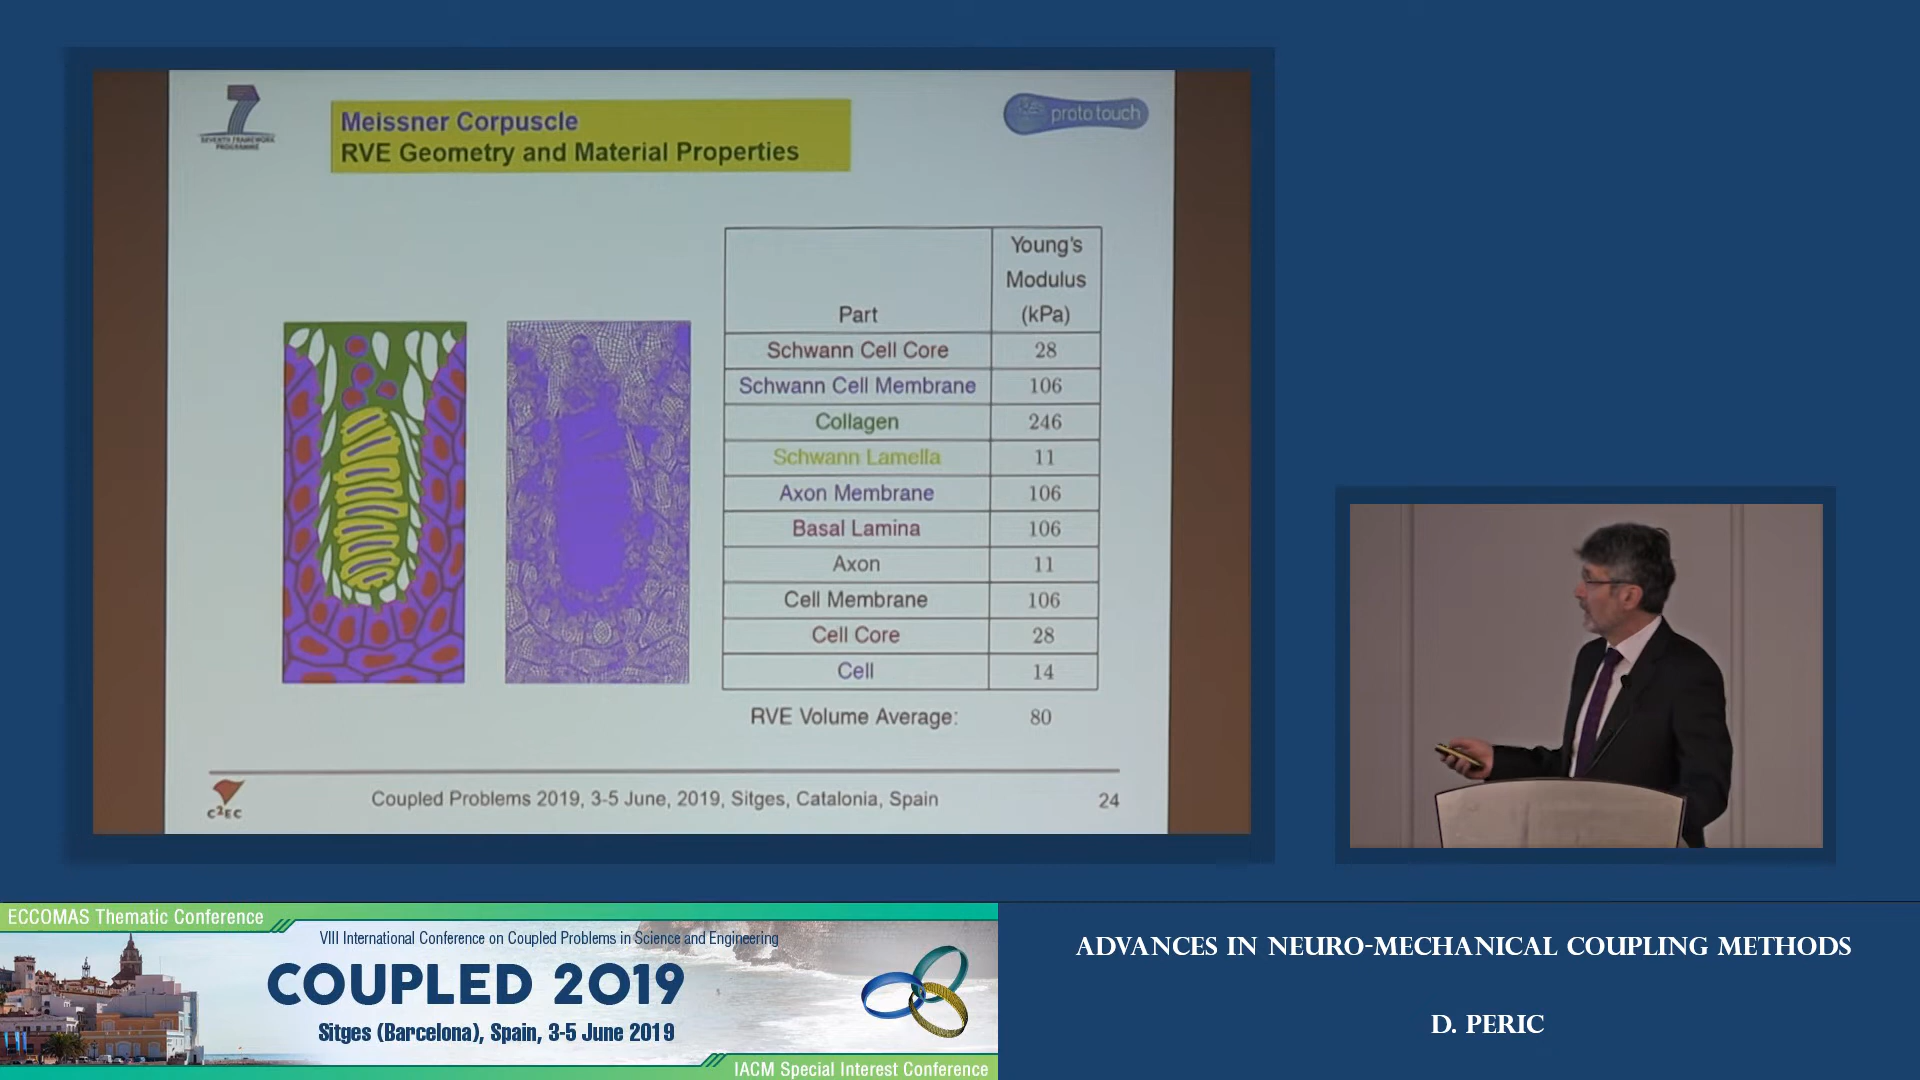 7
SEVENTH FRAMEWORK
PROGRAMME
Meissner Corpuscle
RVE Geometry and Material Properties
proto touch
Part
Young's
Modulus
(kPa)
Schwann Cell Core 28
Schwann Cell Membrane 106
Collagen 246
Schwann Lamella 11
Axon Membrane 106
Basal Lamina 106
Axon 11
Cell Membrane 106
Cell Core 28
Cell 14
RVE Volume Average: 80
C²EC
Coupled Problems 2019, 3-5 June, 2019, Sitges, Catalonia, Spain
24
ECCOMAS Thematic Conference
VIII International Conference on Coupled Problems in Science and Engineering
COUPLED 2019
Sitges (Barcelona), Spain, 3-5 June 2019
IACM Special Interest Conference
ADVANCES IN NEURO-MECHANICAL COUPLING METHODS
D. PERIC